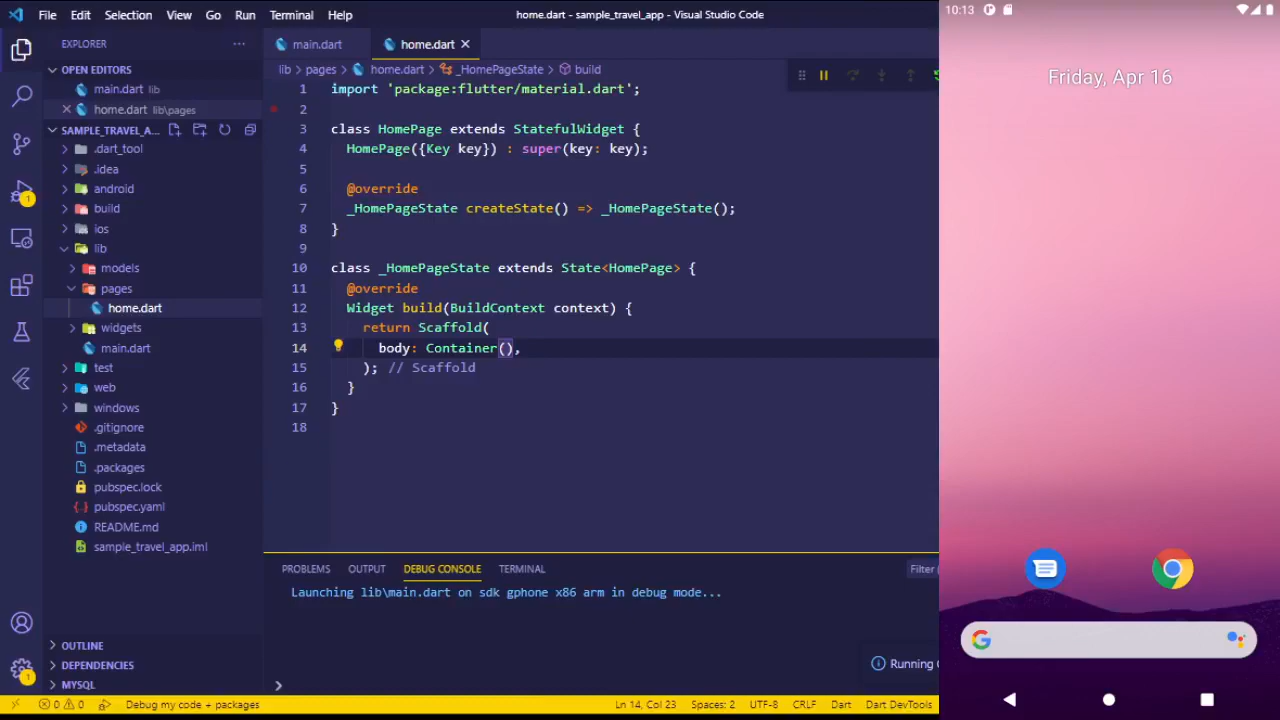 File Edit Selection View Go Run Terminal Help
home.dart - sample_travel_app - Visual Studio Code
EXPLORER
OPEN EDITORS
main.dart lib
home.dart lib\pages
SAMPLE_TRAVEL_A...
.dart_tool
.idea
android
build
ios
lib
models
pages
home.dart
widgets
main.dart
test
web
windows
.gitignore
.metadata
.packages
pubspec.lock
pubspec.yaml
README.md
sample_travel_app.iml
OUTLINE
DEPENDENCIES
MYSQL
1
1
main.dart
home.dart
lib > pages > home.dart > _HomePageState > build
1 import 'package:flutter/material.dart';
2
3 class HomePage extends StatefulWidget {
4 HomePage({Key key}) : super(key: key);
5
6 @override
7 _HomePageState createState() => _HomePageState();
8 }
9
10 class _HomePageState extends State<HomePage> {
11 @override
12 Widget build(BuildContext context) {
13 return Scaffold(
14 body: Container(),
15 ); // Scaffold
16 }
17 }
18
PROBLEMS OUTPUT DEBUG CONSOLE TERMINAL
Filter (
Launching lib\main.dart on sdk gphone x86 arm in debug mode...
Running
0 0 Debug my code + packages
Ln 14, Col 23 Spaces: 2 UTF-8 CRLF Dart Dart DevTools
10:13
Friday, Apr 16